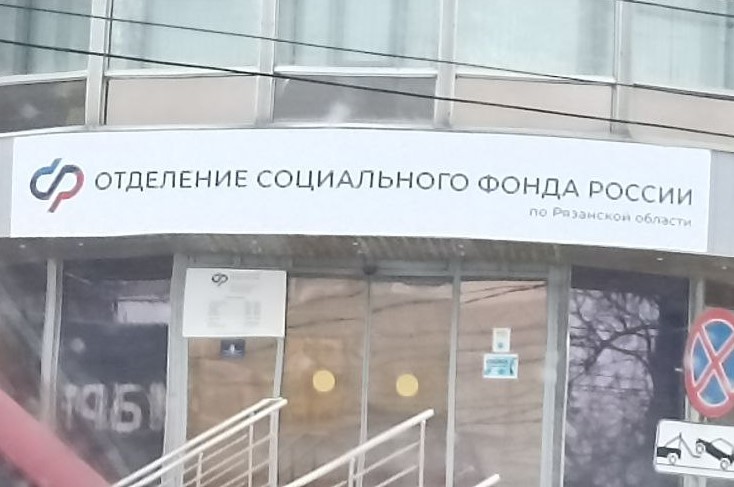 ОТДЕЛЕНИЕ СОЦИАЛЬНОГО ФОНДА РОССИИ
по Рязанской области